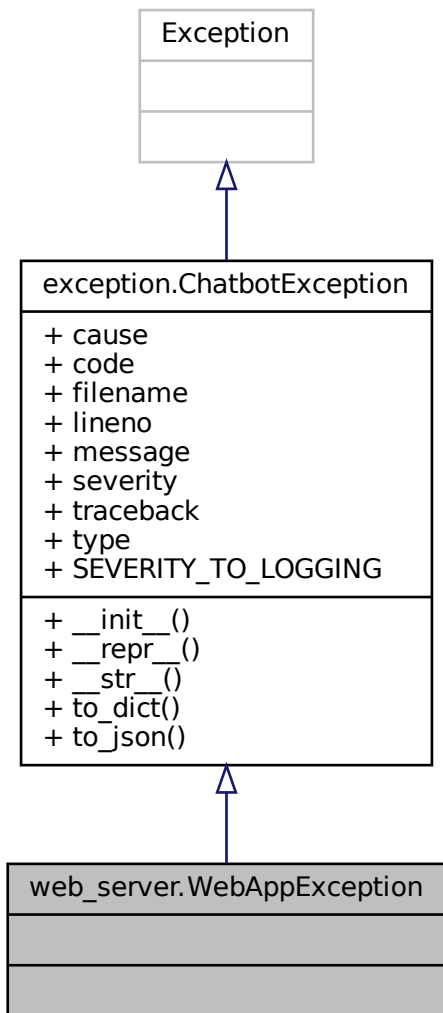 Exception
exception.ChatbotException
+ cause
+ code
+ filename
+ lineno
+ message
+ severity
+ traceback
+ type
+ SEVERITY_TO_LOGGING
+ __init__()
+ __repr__()
+ __str__()
+ to_dict()
+ to_json()
web_server.WebAppException